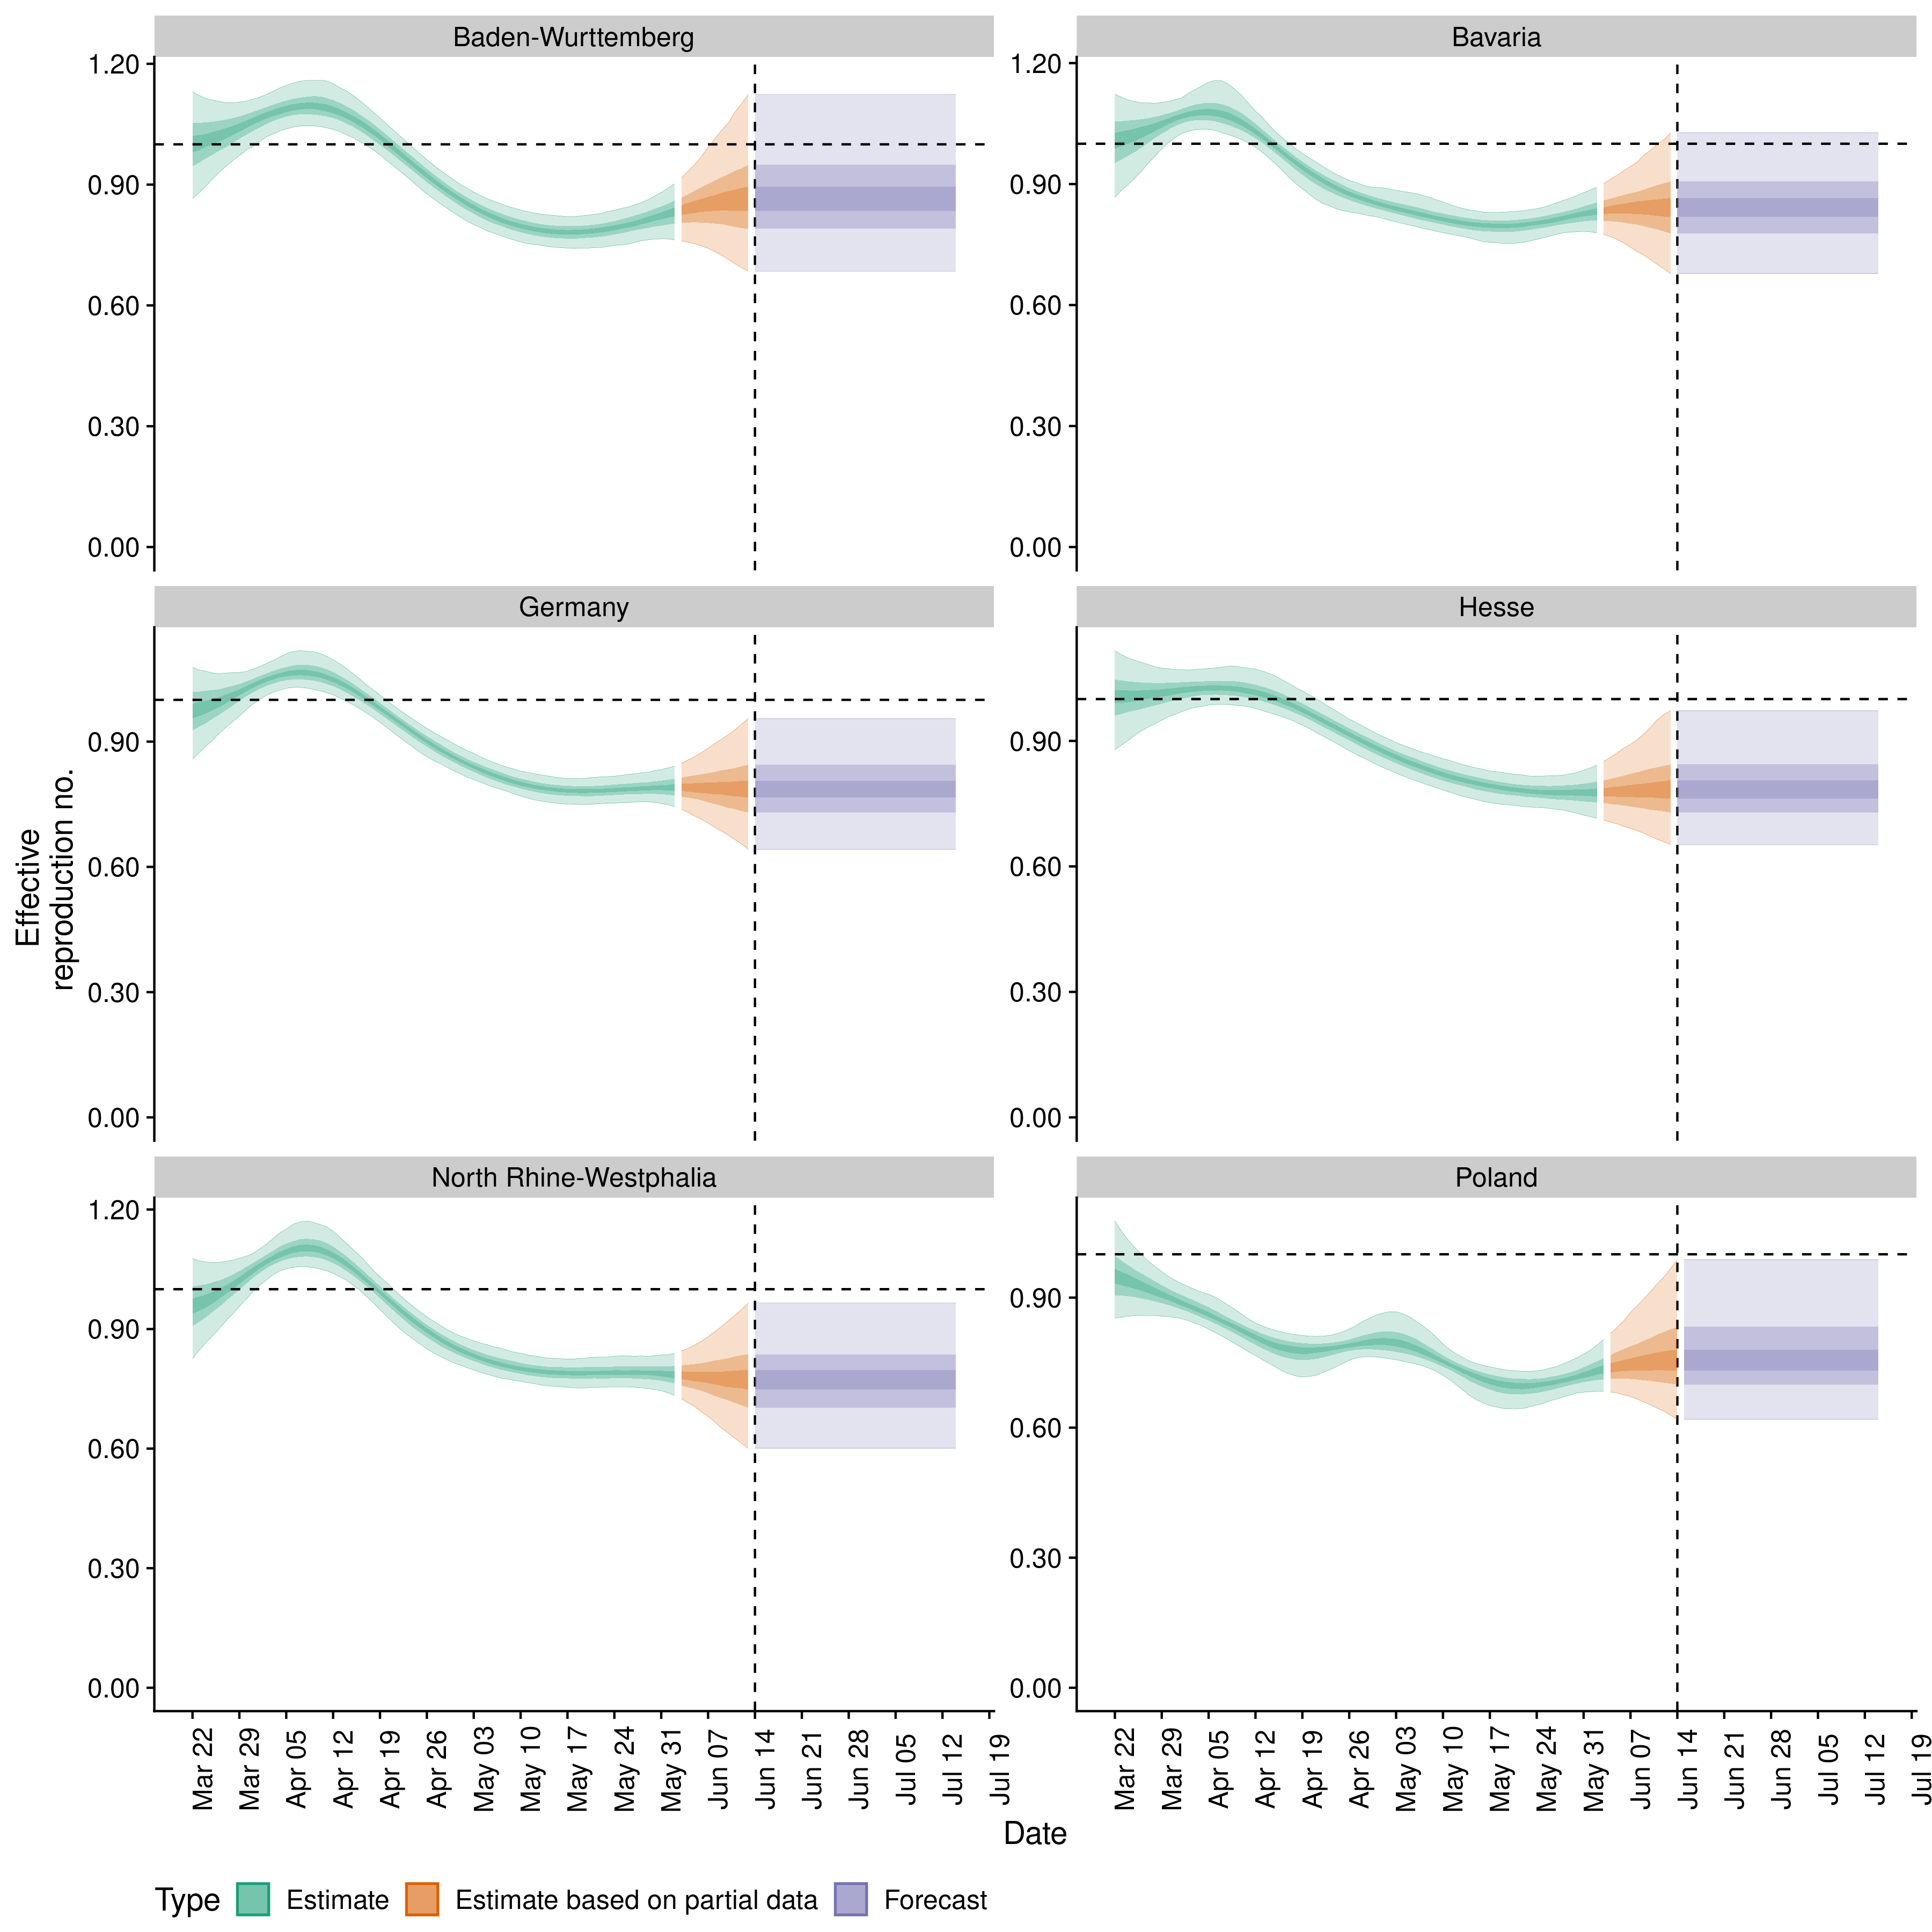 Baden-Wurttemberg
Bavaria
1.20
0.90
0.60
0.30
0.00
1.20
0.90
0.60
0.30
0.00
Germany
Hesse
0.90
0.60
0.30
0.00
0.90
0.60
0.30
0.00
Effective
reproduction no.
North Rhine-Westphalia
Poland
1.20
0.90
0.60
0.30
0.00
0.90
0.60
0.30
0.00
Mar 22
Mar 29
Apr 05
Apr 12
Apr 19
Apr 26
May 03
May 10
May 17
May 24
May 31
Jun 07
Jun 14
Jun 21
Jun 28
Jul 05
Jul 12
Jul 19
Mar 22
Mar 29
Apr 05
Apr 12
Apr 19
Apr 26
May 03
May 10
May 17
May 24
May 31
Jun 07
Jun 14
Jun 21
Jun 28
Jul 05
Jul 12
Jul 19
Date
Type Estimate Estimate based on partial data Forecast